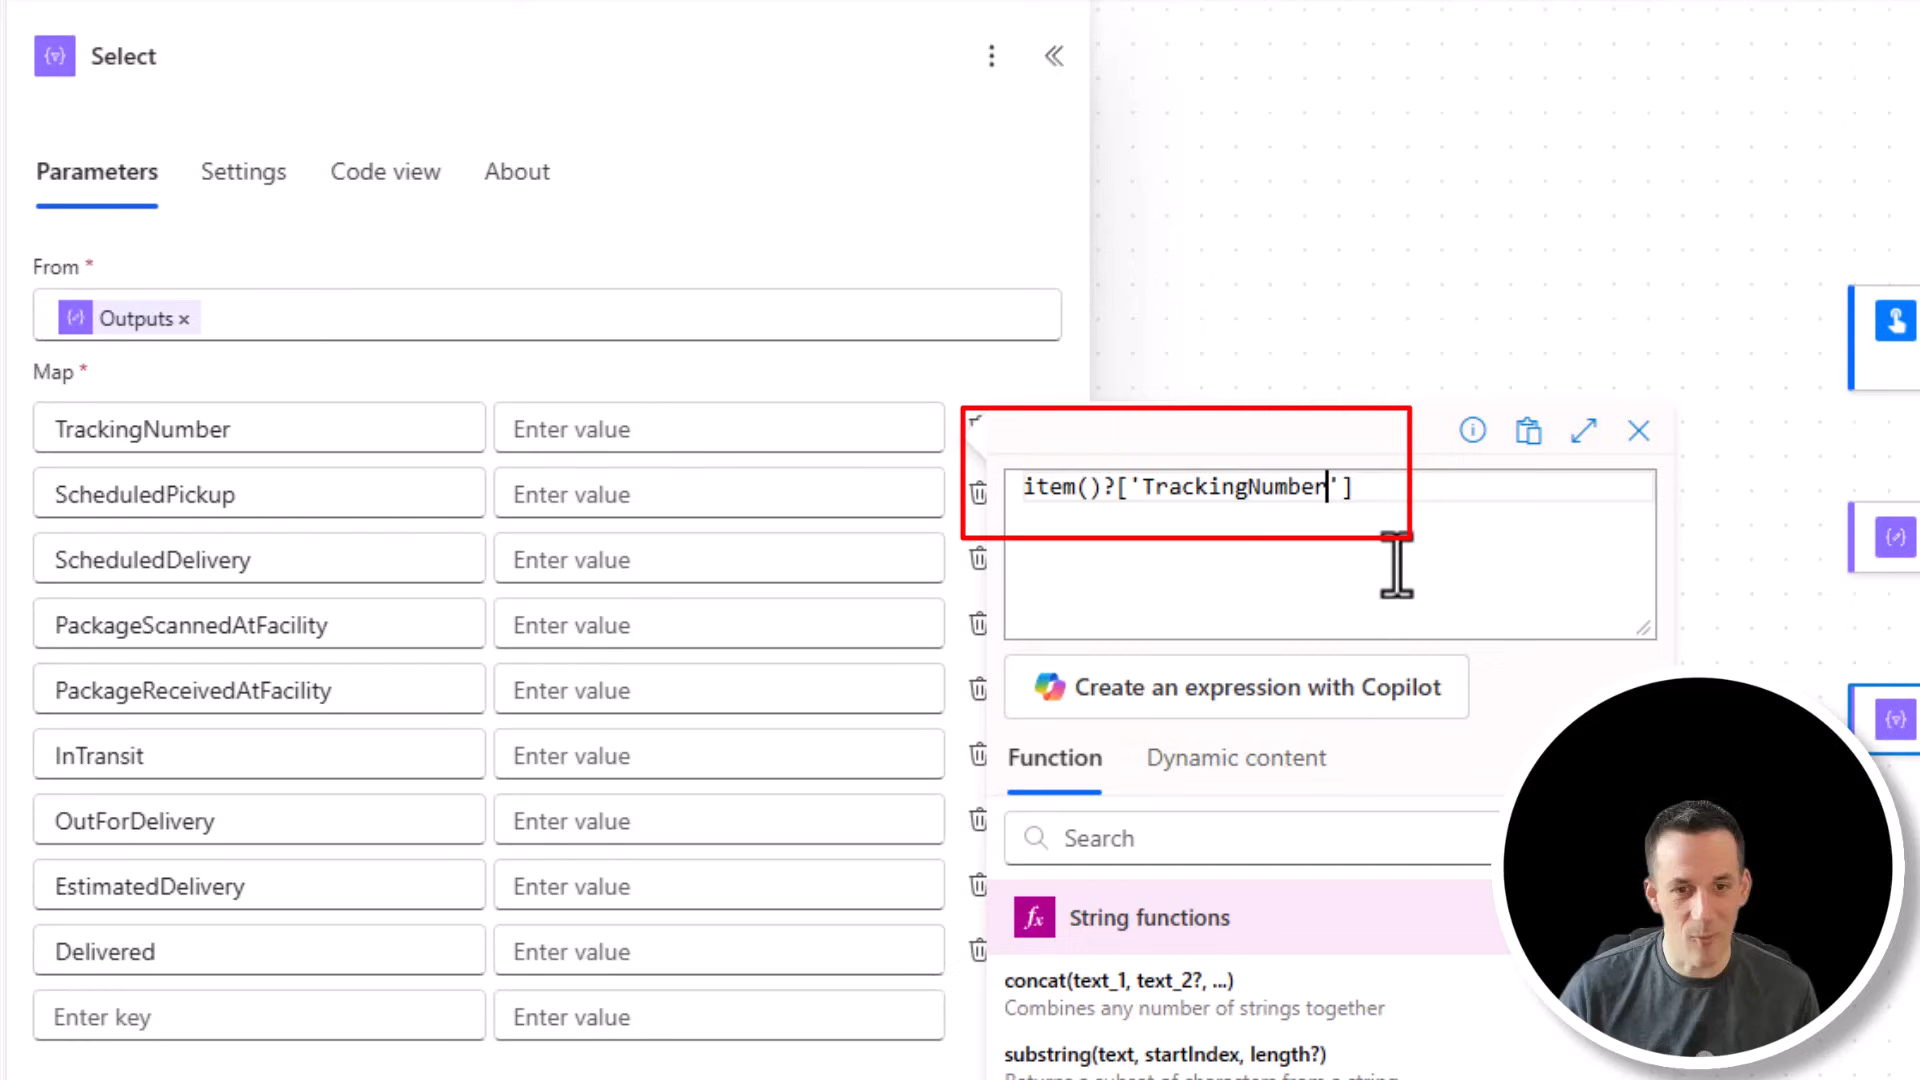 Select
Parameters
Settings
Code view
About
From *
Outputs ×
Map *
TrackingNumber
Enter value
ScheduledPickup
Enter value
ScheduledDelivery
Enter value
PackageScannedAtFacility
Enter value
PackageReceivedAtFacility
Enter value
InTransit
Enter value
OutForDelivery
Enter value
EstimatedDelivery
Enter value
Delivered
Enter value
Enter key
Enter value
item()?['TrackingNumber']
Create an expression with Copilot
Function
Dynamic content
Search
fx
String functions
concat(text_1, text_2?, ...)
Combines any number of strings together
substring(text, startIndex, length?)